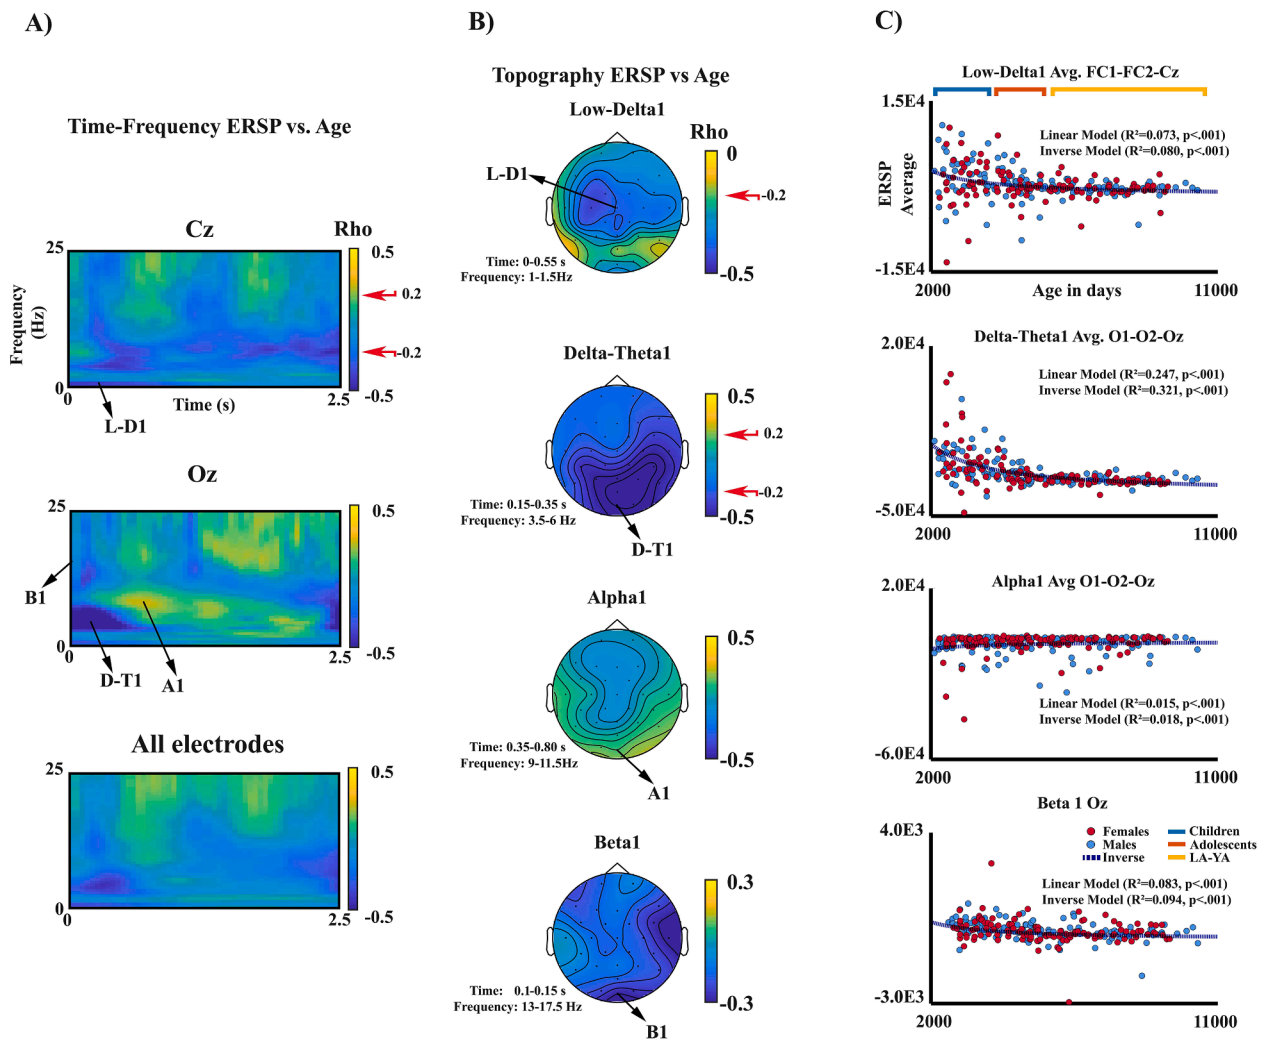 A)
Time-Frequency ERSP vs. Age
Cz
Rho
25
Frequency
(Hz)
0
0
Time (s)
2.5
0.5
0.2
-0.2
-0.5
L-D1
Oz
25
0
0
2.5
0.5
-0.5
B1
D-T1
A1
All electrodes
25
0
0
2.5
0.5
-0.5
B)
Topography ERSP vs Age
Low-Delta1
Rho
L-D1
0
-0.2
-0.5
Time: 0-0.55 s
Frequency: 1-1.5Hz
Delta-Theta1
0.5
0.2
-0.2
-0.5
Time: 0.15-0.35 s
Frequency: 3.5-6 Hz
D-T1
Alpha1
0.5
-0.5
Time: 0.35-0.80 s
Frequency: 9-11.5Hz
A1
Beta1
0.3
-0.3
Time: 0.1-0.15 s
Frequency: 13-17.5 Hz
B1
C)
Low-Delta1 Avg. FC1-FC2-Cz
1.5E4
Linear Model (R²=0.073, p<.001)
Inverse Model (R²=0.080, p<.001)
ERSP
Average
-1.5E4
2000
Age in days
11000
Delta-Theta1 Avg. O1-O2-Oz
2.0E4
Linear Model (R²=0.247, p<.001)
Inverse Model (R²=0.321, p<.001)
-5.0E4
2000
11000
Alpha1 Avg O1-O2-Oz
2.0E4
Linear Model (R²=0.015, p<.001)
Inverse Model (R²=0.018, p<.001)
-6.0E4
2000
11000
Beta 1 Oz
4.0E3
Females
Children
Males
Adolescents
Inverse
LA-YA
Linear Model (R²=0.083, p<.001)
Inverse Model (R²=0.094, p<.001)
-3.0E3
2000
11000